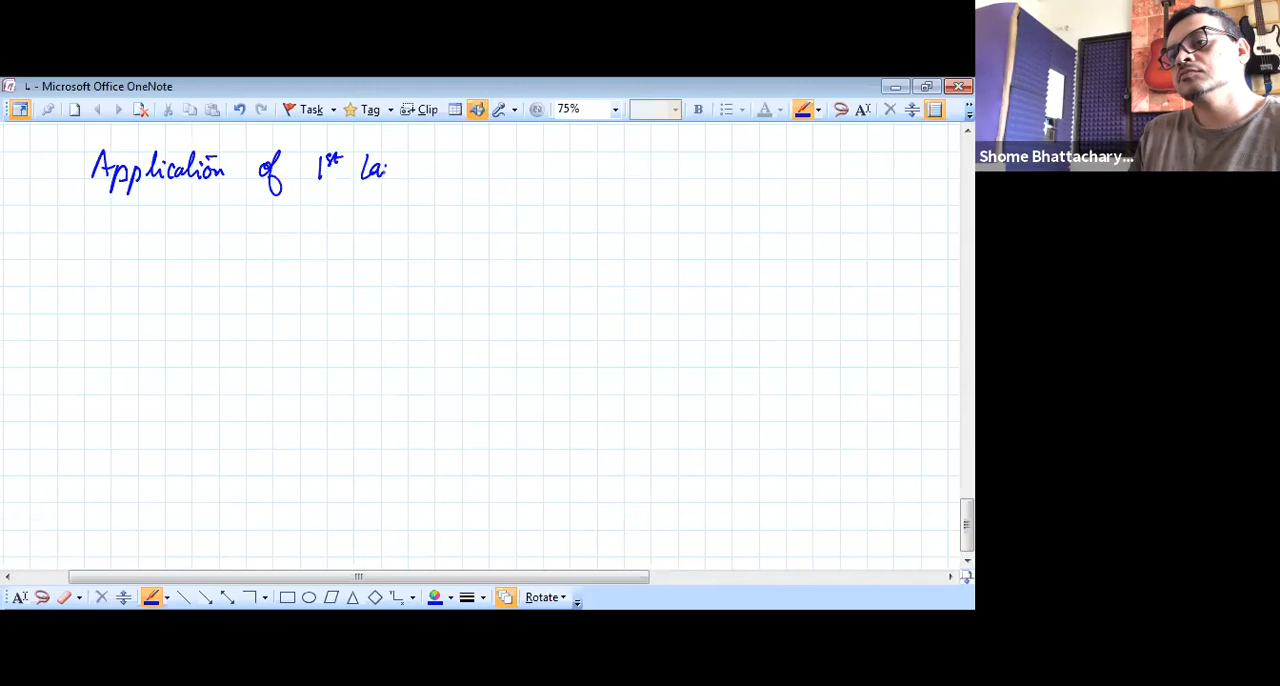 - Microsoft Office OneNote
Task Tag Clip 75% B A
Application of 1st La
Shome Bhattachary...
Rotate